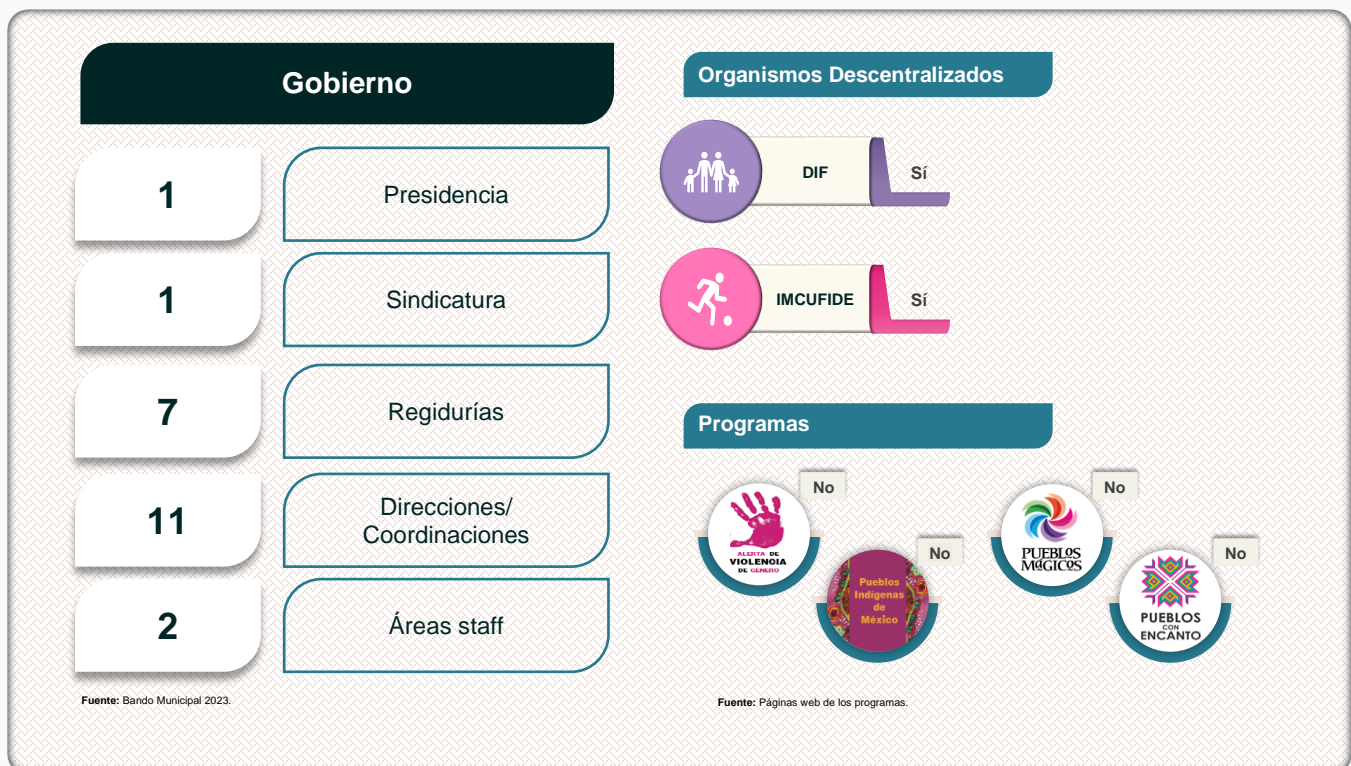 Gobierno
1
Presidencia
1
Sindicatura
7
Regidurías
11
Direcciones/
Coordinaciones
2
Áreas staff
Fuente: Bando Municipal 2023.
Organismos Descentralizados
DIF
Sí
IMCUFIDE
Sí
Programas
No
ALERTA DE
VIOLENCIA
DE GÉNERO
No
Pueblos
Indígenas
de
México
No
PUEBLOS
MáGICOS
No
PUEBLOS
CON
ENCANTO
Fuente: Páginas web de los programas.